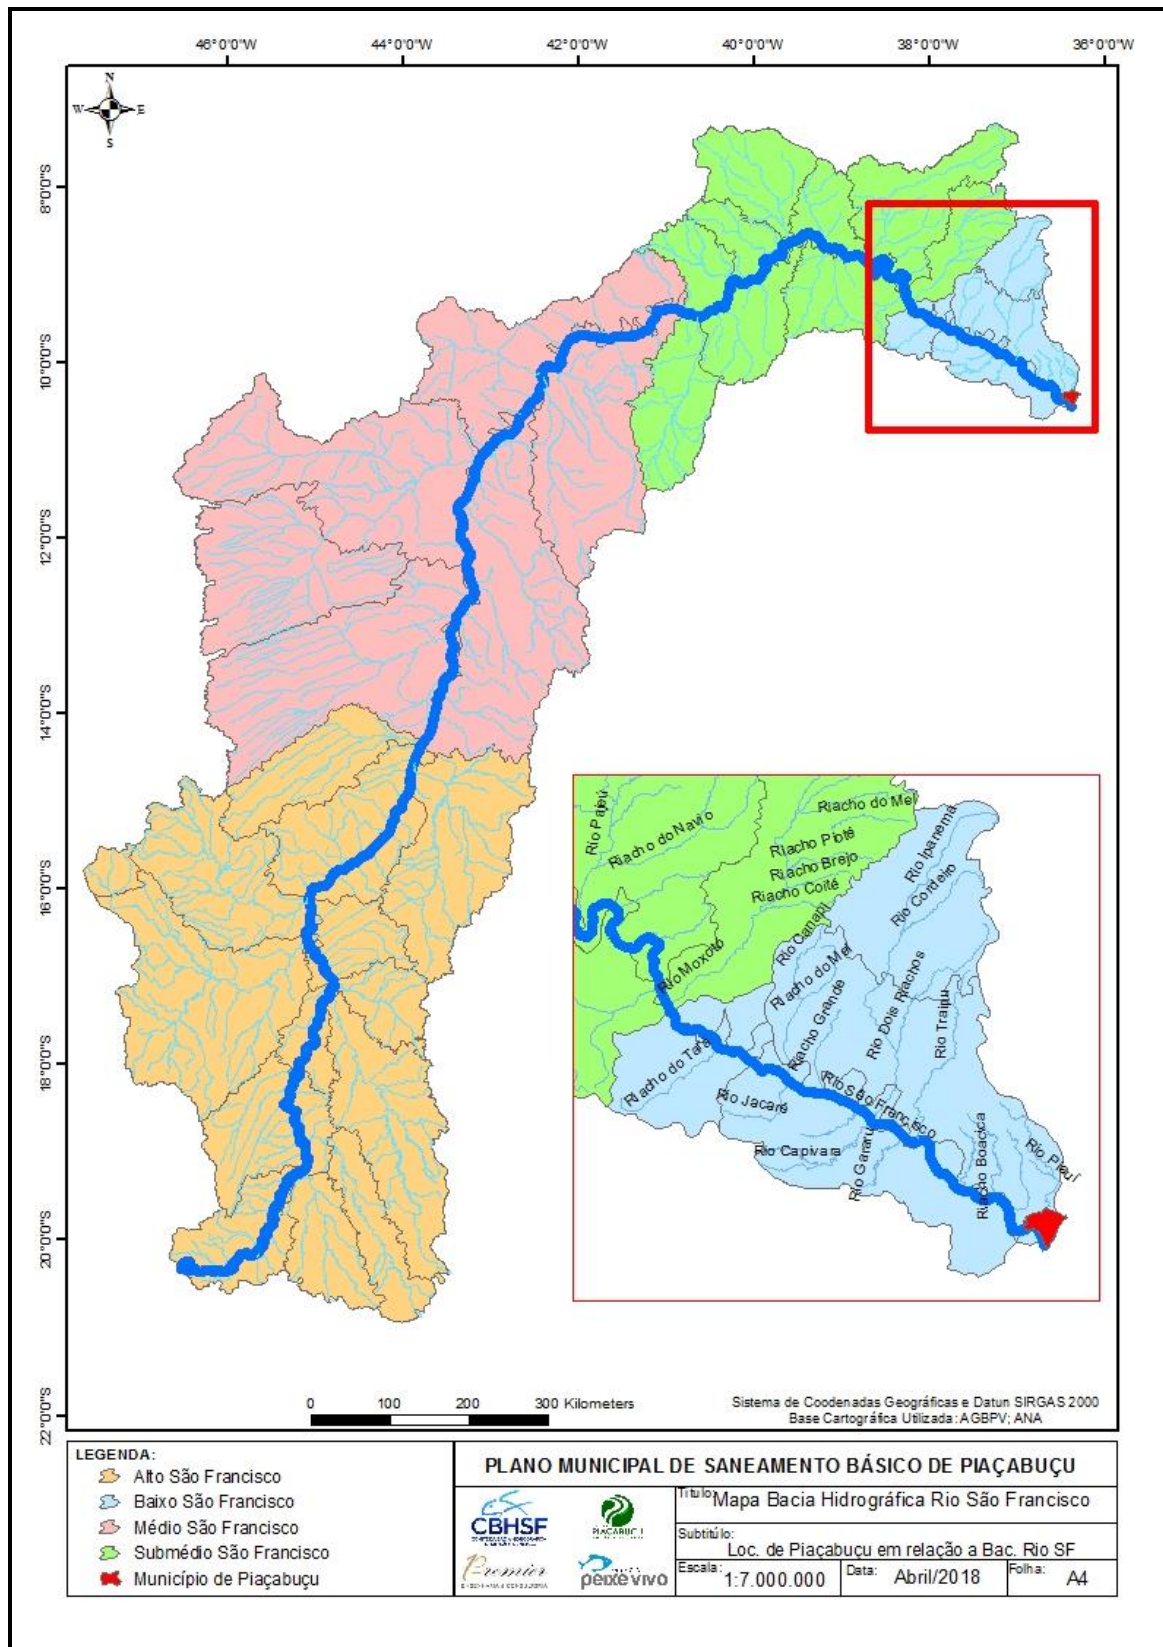 46°0'0"W 44°0'0"W 42°0'0"W 40°0'0"W 38°0'0"W 36°0'0"W
N
W E
S
8°0'0"S
10°0'0"S
12°0'0"S
14°0'0"S
16°0'0"S
18°0'0"S
20°0'0"S
22°0'0"S
Rio Pajeú
Riacho do Navio
Riacho do Mel
Riacho Pioté
Riacho Brejo
Riacho Coité
Rio Ipanema
Rio Cordeiro
Rio Canapi
Rio Moxotó
Riacho do Mel
Riacho Grande
Rio Dois Riachos
Rio Traipu
Riacho do Tará
Rio Jacaré
Rio São Francisco
Rio Capivara
Rio Gararu
Riacho Boacica
Rio Piauí
0 100 200 300 Kilometers
Sistema de Coodenadas Geográficas e Datun SIRGAS 2000
Base Cartográfica Utilizada: AGBPV; ANA
LEGENDA:
Alto São Francisco
Baixo São Francisco
Médio São Francisco
Submédio São Francisco
Município de Piaçabuçu
PLANO MUNICIPAL DE SANEAMENTO BÁSICO DE PIAÇABUÇU
CBHSF
PIAÇABUÇU
Premier
ENGENHARIA E CONSULTORIA
peixe vivo
Titulo: Mapa Bacia Hidrográfica Rio São Francisco
Subtitúlo:
Loc. de Piaçabuçu em relação a Bac. Rio SF
Escala: 1:7.000.000
Data: Abril/2018
Folha: A4